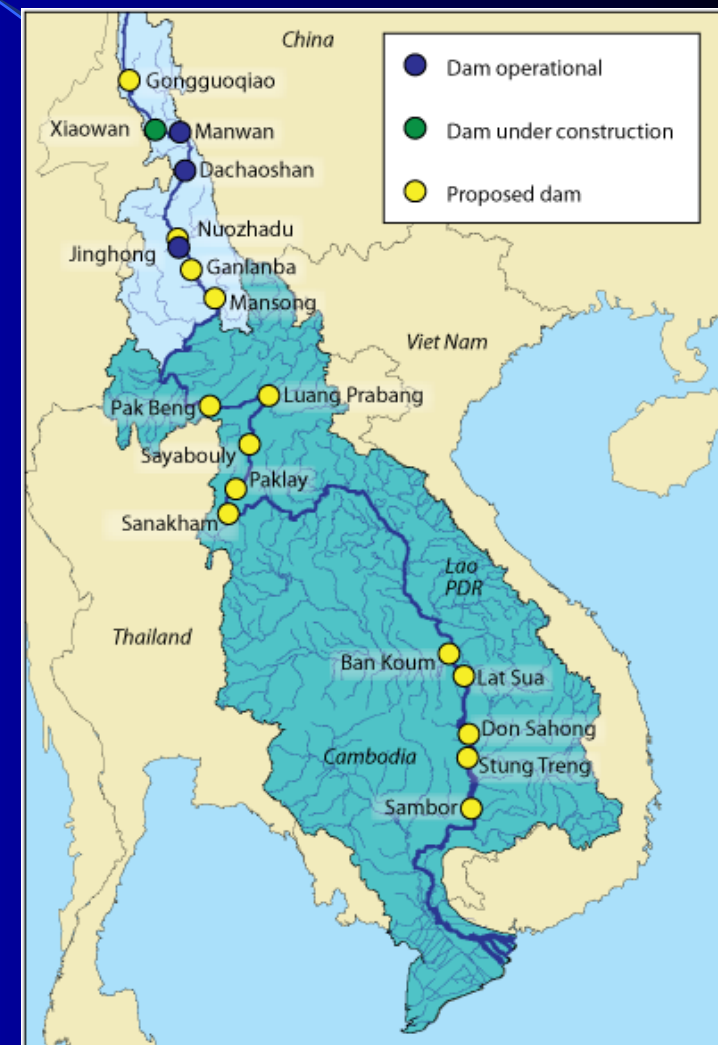 China
Dam operational
Dam under construction
Proposed dam
Gongguoqiao
Xiaowan
Manwan
Dachaoshan
Nuozhadu
Jinghong
Ganlanba
Mansong
Viet Nam
Luang Prabang
Pak Beng
Sayabouly
Paklay
Sanakham
Lao
PDR
Thailand
Ban Koum
Lat Sua
Don Sahong
Cambodia
Stung Treng
Sambor